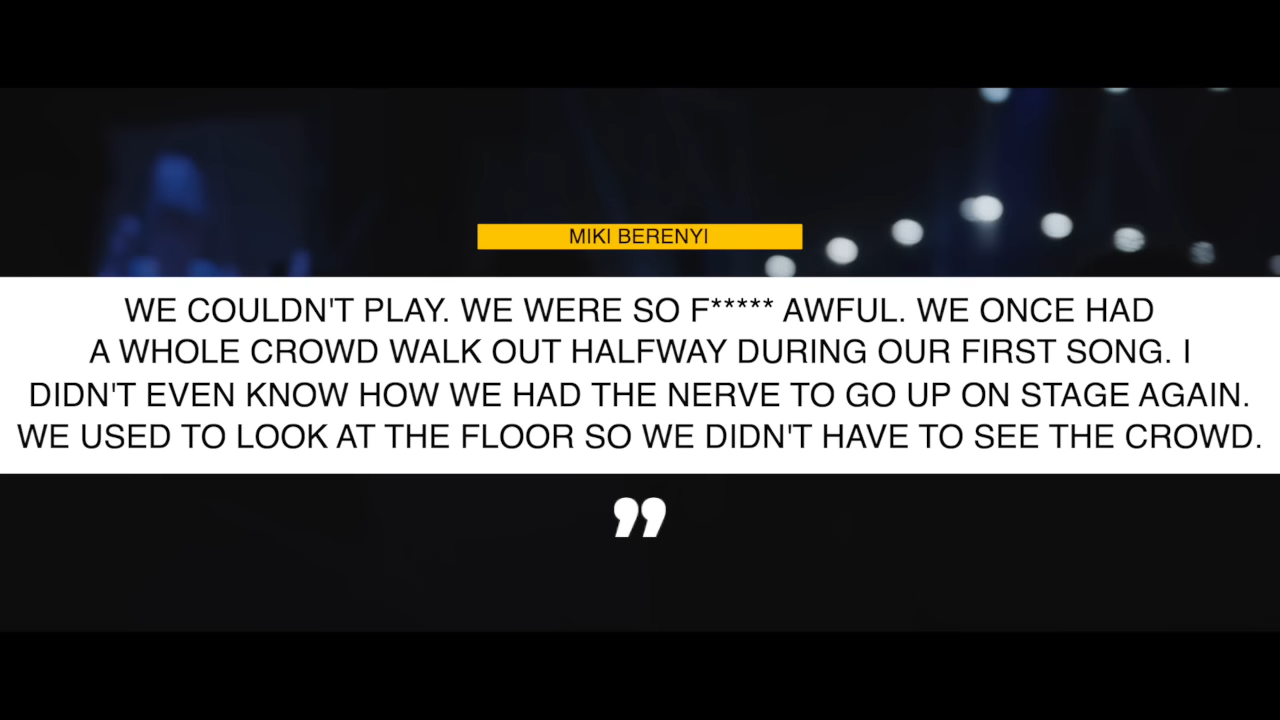 MIKI BERENYI
WE COULDN'T PLAY. WE WERE SO F***** AWFUL. WE ONCE HAD
A WHOLE CROWD WALK OUT HALFWAY DURING OUR FIRST SONG. I
DIDN'T EVEN KNOW HOW WE HAD THE NERVE TO GO UP ON STAGE AGAIN.
WE USED TO LOOK AT THE FLOOR SO WE DIDN'T HAVE TO SEE THE CROWD.
”